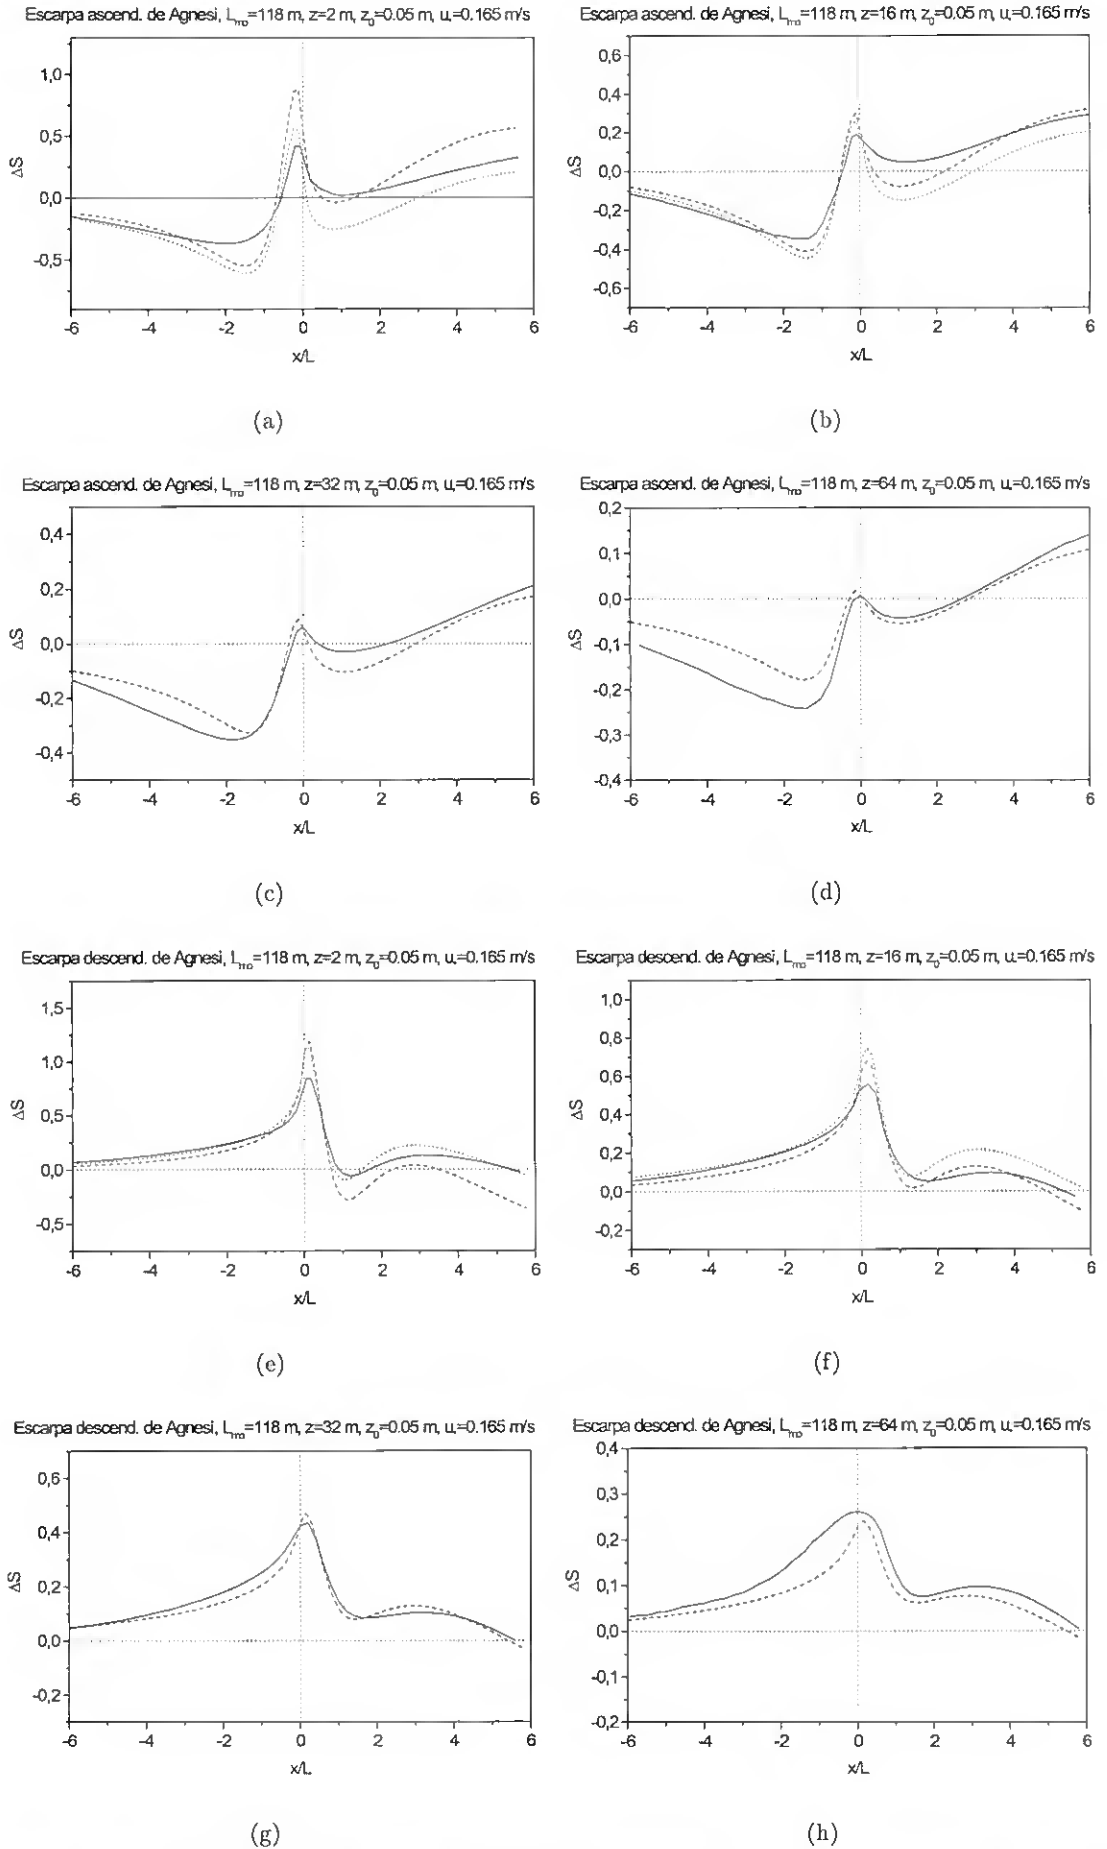 Escarpa ascend. de Agnesi, Lmo=118 m, z=2 m, z0=0.05 m, u*=0.165 m/s
1,0
0,5
0,0
-0,5
ΔS
-6 -4 -2 0 2 4 6
x/L
(a)
Escarpa ascend. de Agnesi, Lmo=118 m, z=16 m, z0=0.05 m, u*=0.165 m/s
0,6
0,4
0,2
0,0
-0,2
-0,4
-0,6
ΔS
-6 -4 -2 0 2 4 6
x/L
(b)
Escarpa ascend. de Agnesi, Lmo=118 m, z=32 m, z0=0.05 m, u*=0.165 m/s
0,4
0,2
0,0
-0,2
-0,4
ΔS
-6 -4 -2 0 2 4 6
x/L
(c)
Escarpa ascend. de Agnesi, Lmo=118 m, z=64 m, z0=0.05 m, u*=0.165 m/s
0,2
0,1
0,0
-0,1
-0,2
-0,3
-0,4
ΔS
-6 -4 -2 0 2 4 6
x/L
(d)
Escarpa descend. de Agnesi, Lmo=118 m, z=2 m, z0=0.05 m, u*=0.165 m/s
1,5
1,0
0,5
0,0
-0,5
ΔS
-6 -4 -2 0 2 4 6
x/L
(e)
Escarpa descend. de Agnesi, Lmo=118 m, z=16 m, z0=0.05 m, u*=0.165 m/s
1,0
0,8
0,6
0,4
0,2
0,0
-0,2
ΔS
-6 -4 -2 0 2 4 6
x/L
(f)
Escarpa descend. de Agnesi, Lmo=118 m, z=32 m, z0=0.05 m, u*=0.165 m/s
0,6
0,4
0,2
0,0
-0,2
ΔS
-6 -4 -2 0 2 4 6
x/L
(g)
Escarpa descend. de Agnesi, Lmo=118 m, z=64 m, z0=0.05 m, u*=0.165 m/s
0,4
0,3
0,2
0,1
0,0
-0,1
-0,2
ΔS
-6 -4 -2 0 2 4 6
x/L
(h)